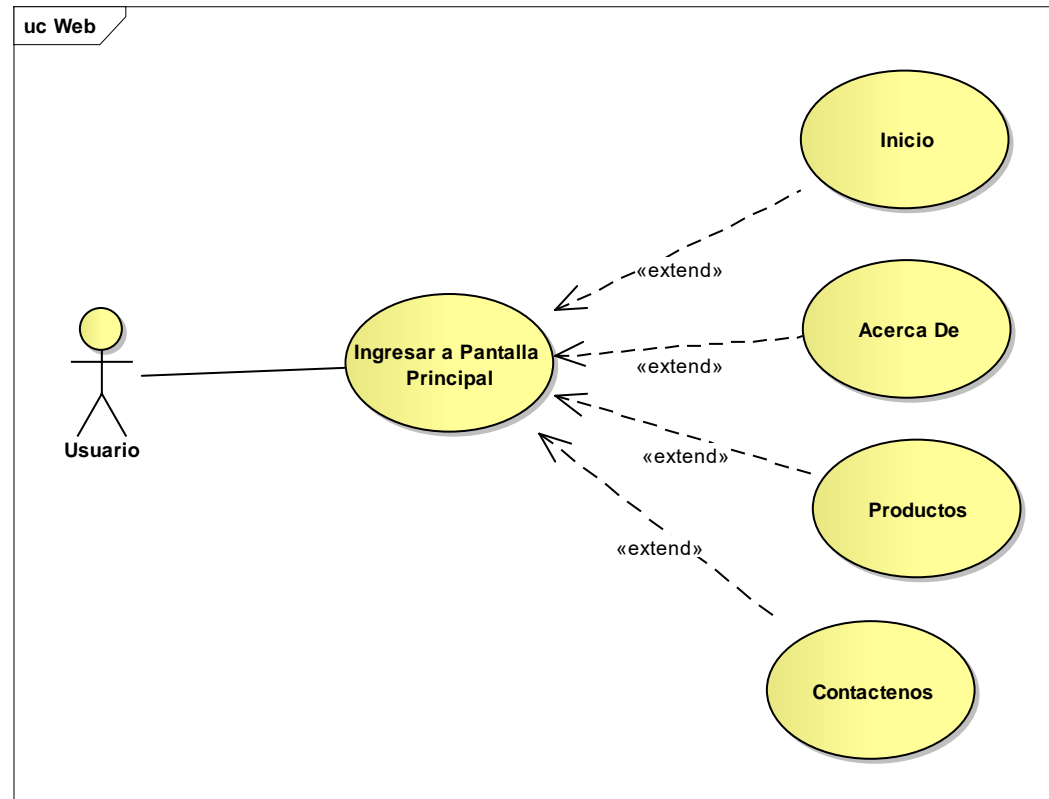 uc Web
Inicio
«extend»
Acerca De
Ingresar a Pantalla
Principal
«extend»
Usuario
«extend»
Productos
«extend»
Contactenos